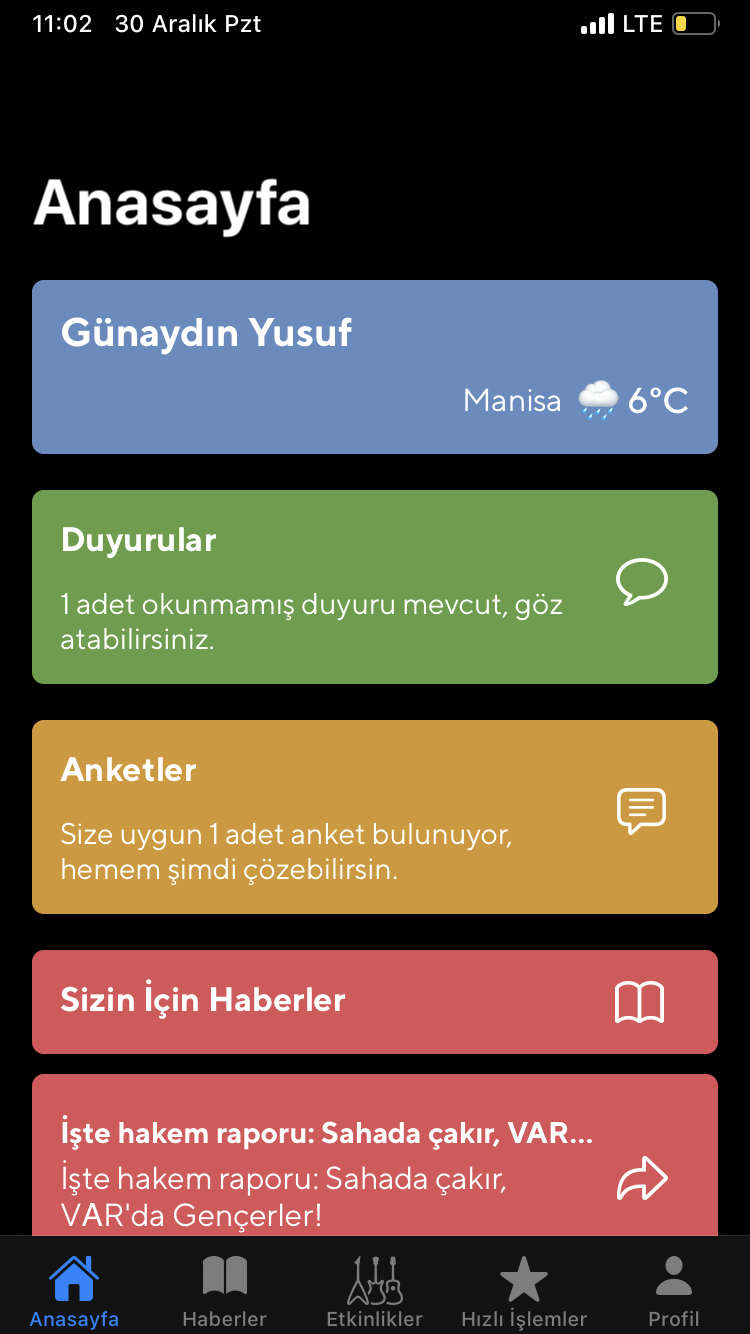 11:02 30 Aralık Pzt LTE
Anasayfa
Günaydın Yusuf
Manisa 6°C
Duyurular
1 adet okunmamış duyuru mevcut, göz
atabilirsiniz.
Anketler
Size uygun 1 adet anket bulunuyor,
hemem şimdi çözebilirsin.
Sizin İçin Haberler
İşte hakem raporu: Sahada çakır, VAR...
İşte hakem raporu: Sahada çakır,
VAR'da Gençerler!
Anasayfa Haberler Etkinlikler Hızlı İşlemler Profil